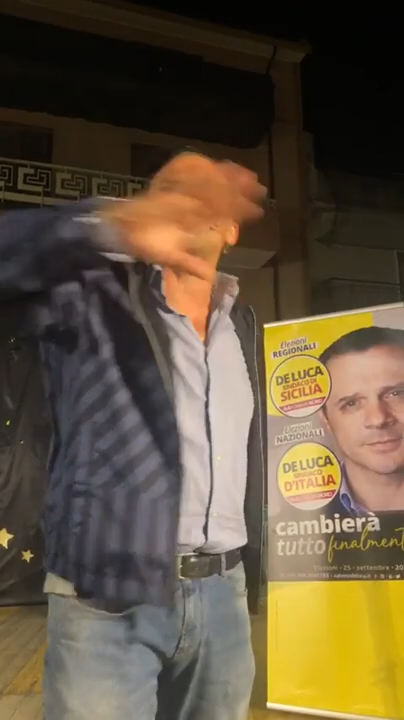 Elezioni
REGIONALI
DE LUCA
SINDACO DI
SICILIA
Elezioni
NAZIONALI
DE LUCA
SINDACO
D'ITALIA
cambierà
tutto finalment
Elezioni · 25 · settembre · 20